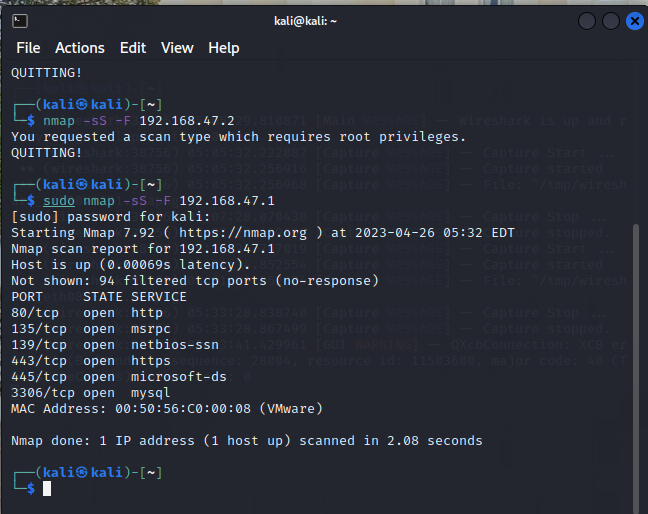 kali@kali: ~
File Actions Edit View Help
QUITTING!
┌──(kali㉿kali)-[~]
└─$ nmap -sS -F 192.168.47.2
You requested a scan type which requires root privileges.
QUITTING!
┌──(kali㉿kali)-[~]
└─$ sudo nmap -sS -F 192.168.47.1
[sudo] password for kali:
Starting Nmap 7.92 ( https://nmap.org ) at 2023-04-26 05:32 EDT
Nmap scan report for 192.168.47.1
Host is up (0.00069s latency).
Not shown: 94 filtered tcp ports (no-response)
PORT     STATE SERVICE
80/tcp   open  http
135/tcp  open  msrpc
139/tcp  open  netbios-ssn
443/tcp  open  https
445/tcp  open  microsoft-ds
3306/tcp open  mysql
MAC Address: 00:50:56:C0:00:08 (VMware)
Nmap done: 1 IP address (1 host up) scanned in 2.08 seconds
┌──(kali㉿kali)-[~]
└─$